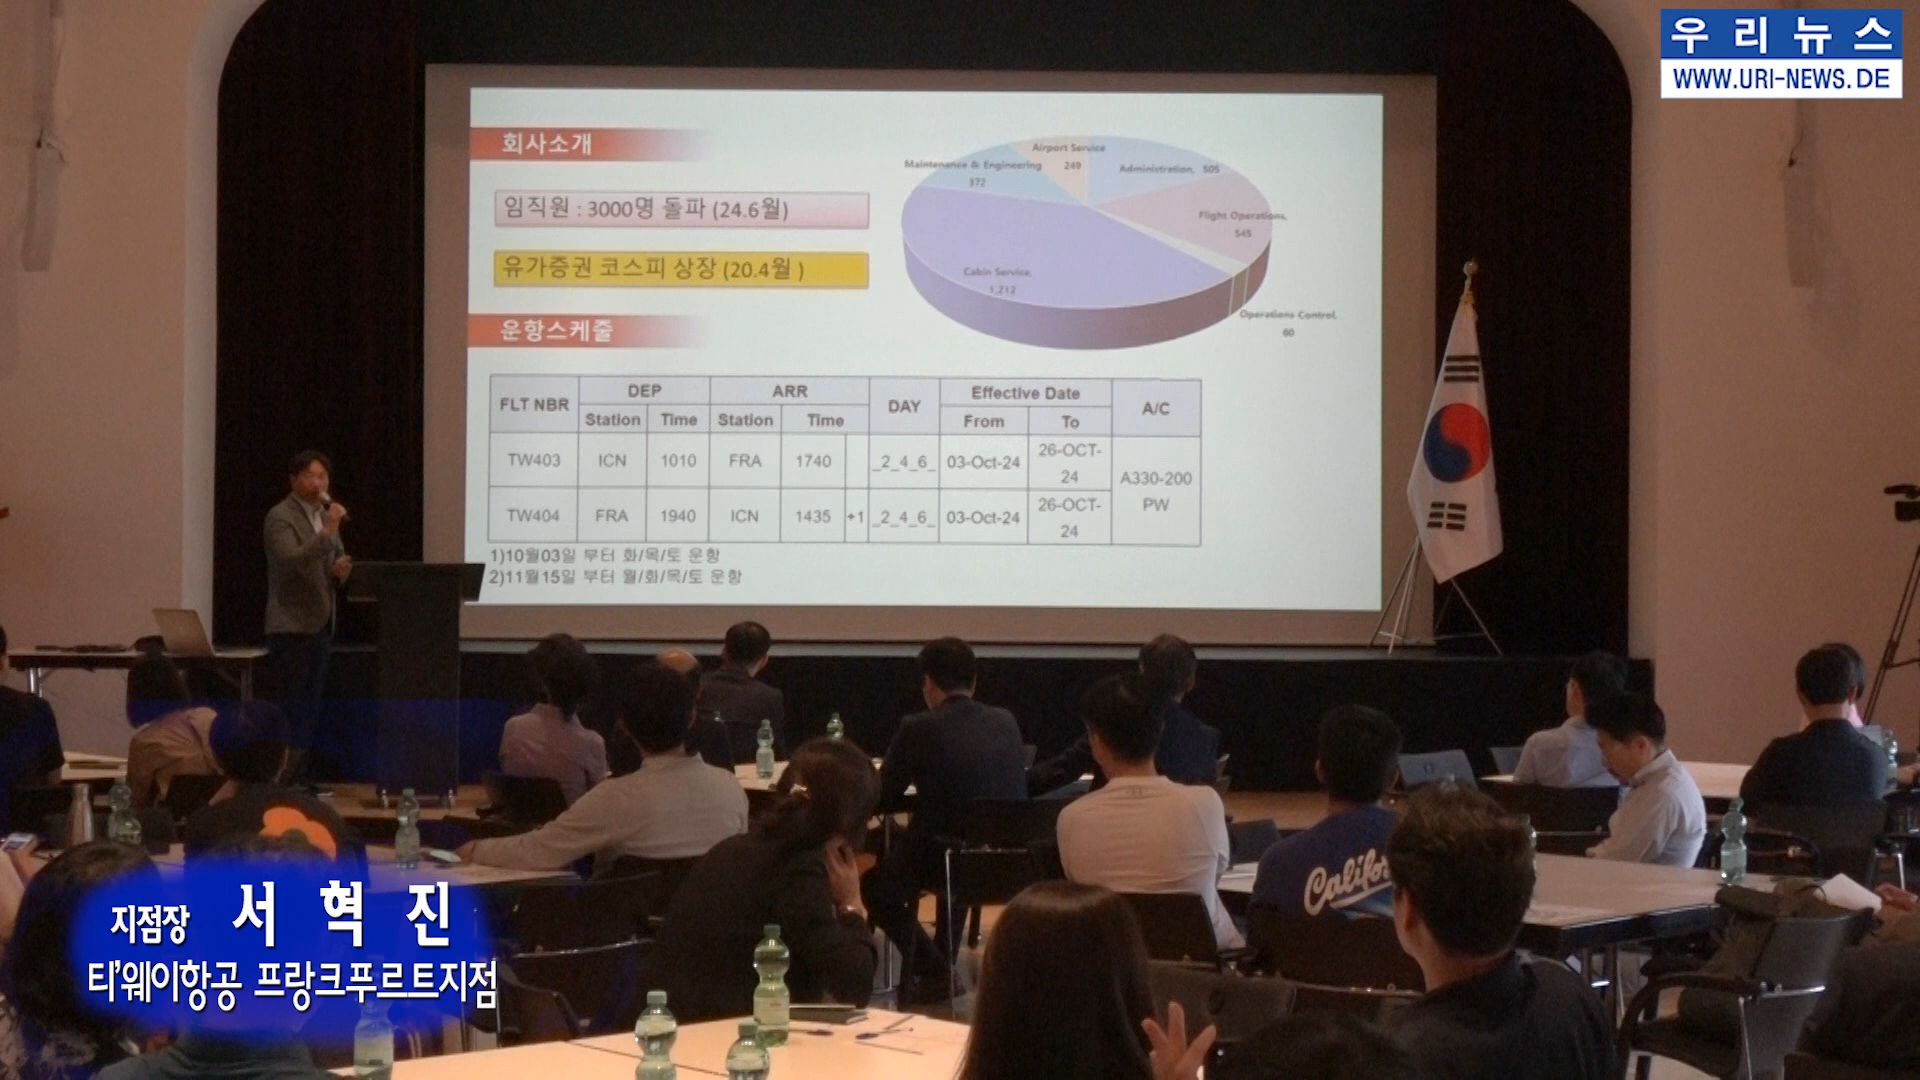 우리뉴스
WWW.URI-NEWS.DE
회사소개
임직원 : 3000명 돌파 (24.6월)
유가증권 코스피 상장 (20.4월 )
Airport Service
249
Maintenance & Engineering
372
Administration, 505
Flight Operations,
545
Cabin Service,
1,212
Operations Control,
60
운항스케줄
FLT NBR DEP ARR DAY Effective Date A/C
Station Time Station Time From To
TW403 ICN 1010 FRA 1740 _2_4_6_ 03-Oct-24 26-OCT-24 A330-200 PW
TW404 FRA 1940 ICN 1435 +1 _2_4_6_ 03-Oct-24 26-OCT-24
1)10월03일 부터 화/목/토 운항
2)11월15일 부터 월/화/목/토 운항
지점장 서 혁 진
티'웨이항공 프랑크푸르트지점